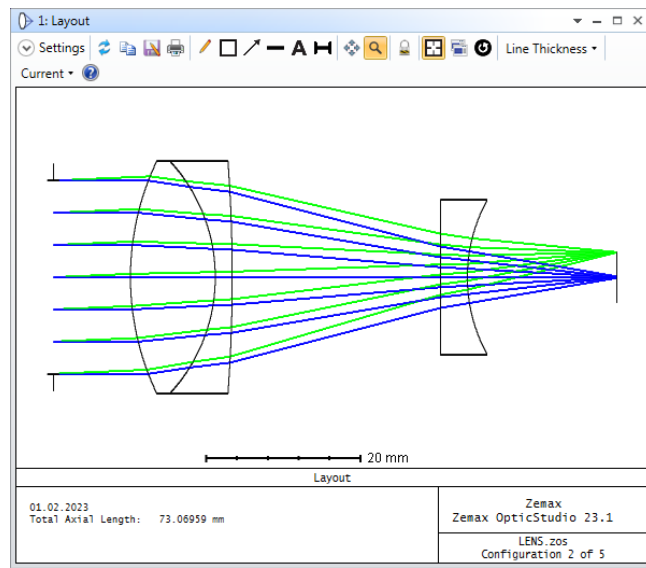 1: Layout
Settings
A
Line Thickness
Current
20 mm
Layout
01.02.2023
Total Axial Length: 73.06959 mm
Zemax
Zemax OpticStudio 23.1
LENS.zos
Configuration 2 of 5